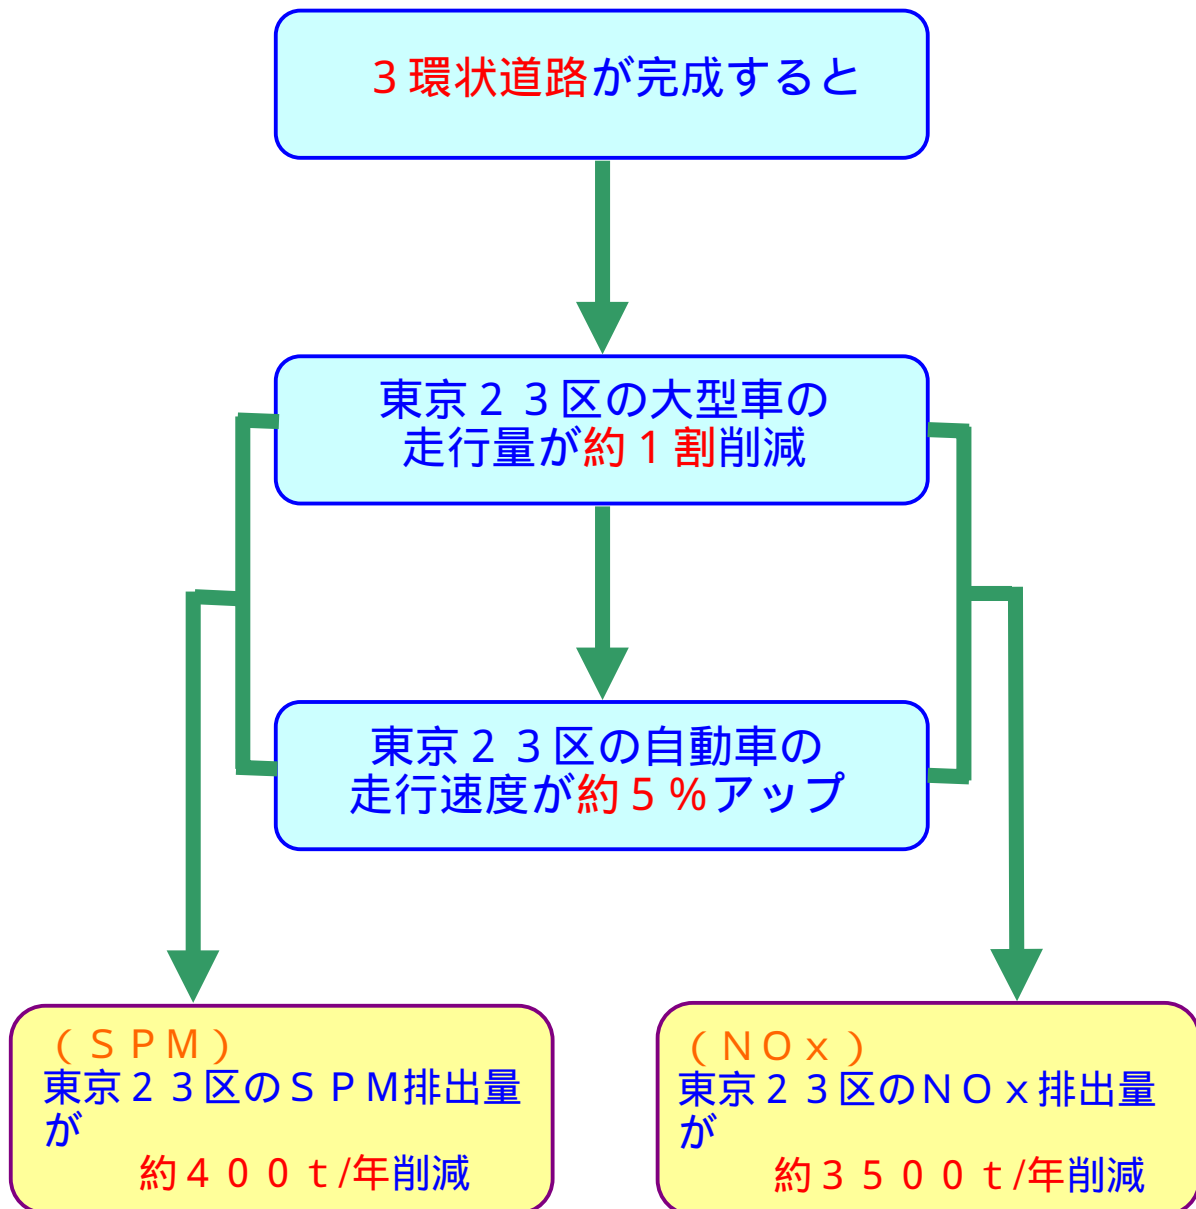 ３環状道路が完成すると
東京２３区の大型車の
走行量が約１割削減
東京２３区の自動車の
走行速度が約５％アップ
（ＳＰＭ）
東京２３区のＳＰＭ排出量
が
約４００ｔ/年削減
（ＮＯｘ）
東京２３区のＮＯｘ排出量
が
約３５００ｔ/年削減